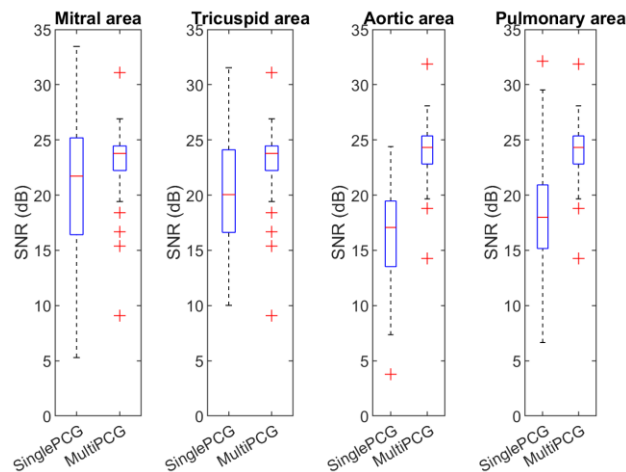 Mitral area
Tricuspid area
Aortic area
Pulmonary area
35
30
25
20
15
10
5
0
SNR (dB)
SinglePCG
MultiPCG
35
30
25
20
15
10
5
0
SNR (dB)
SinglePCG
MultiPCG
35
30
25
20
15
10
5
0
SNR (dB)
SinglePCG
MultiPCG
35
30
25
20
15
10
5
0
SNR (dB)
SinglePCG
MultiPCG